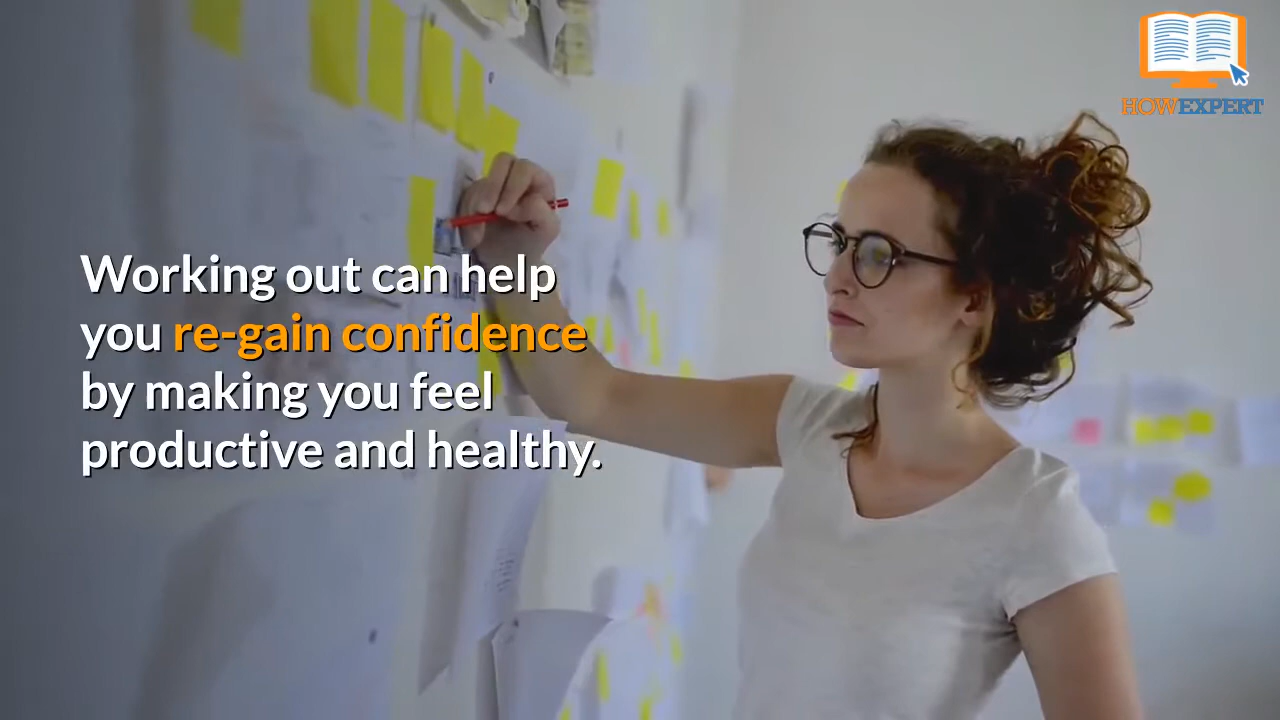 HOWEXPERT
Working out can help
you re-gain confidence
by making you feel
productive and healthy.